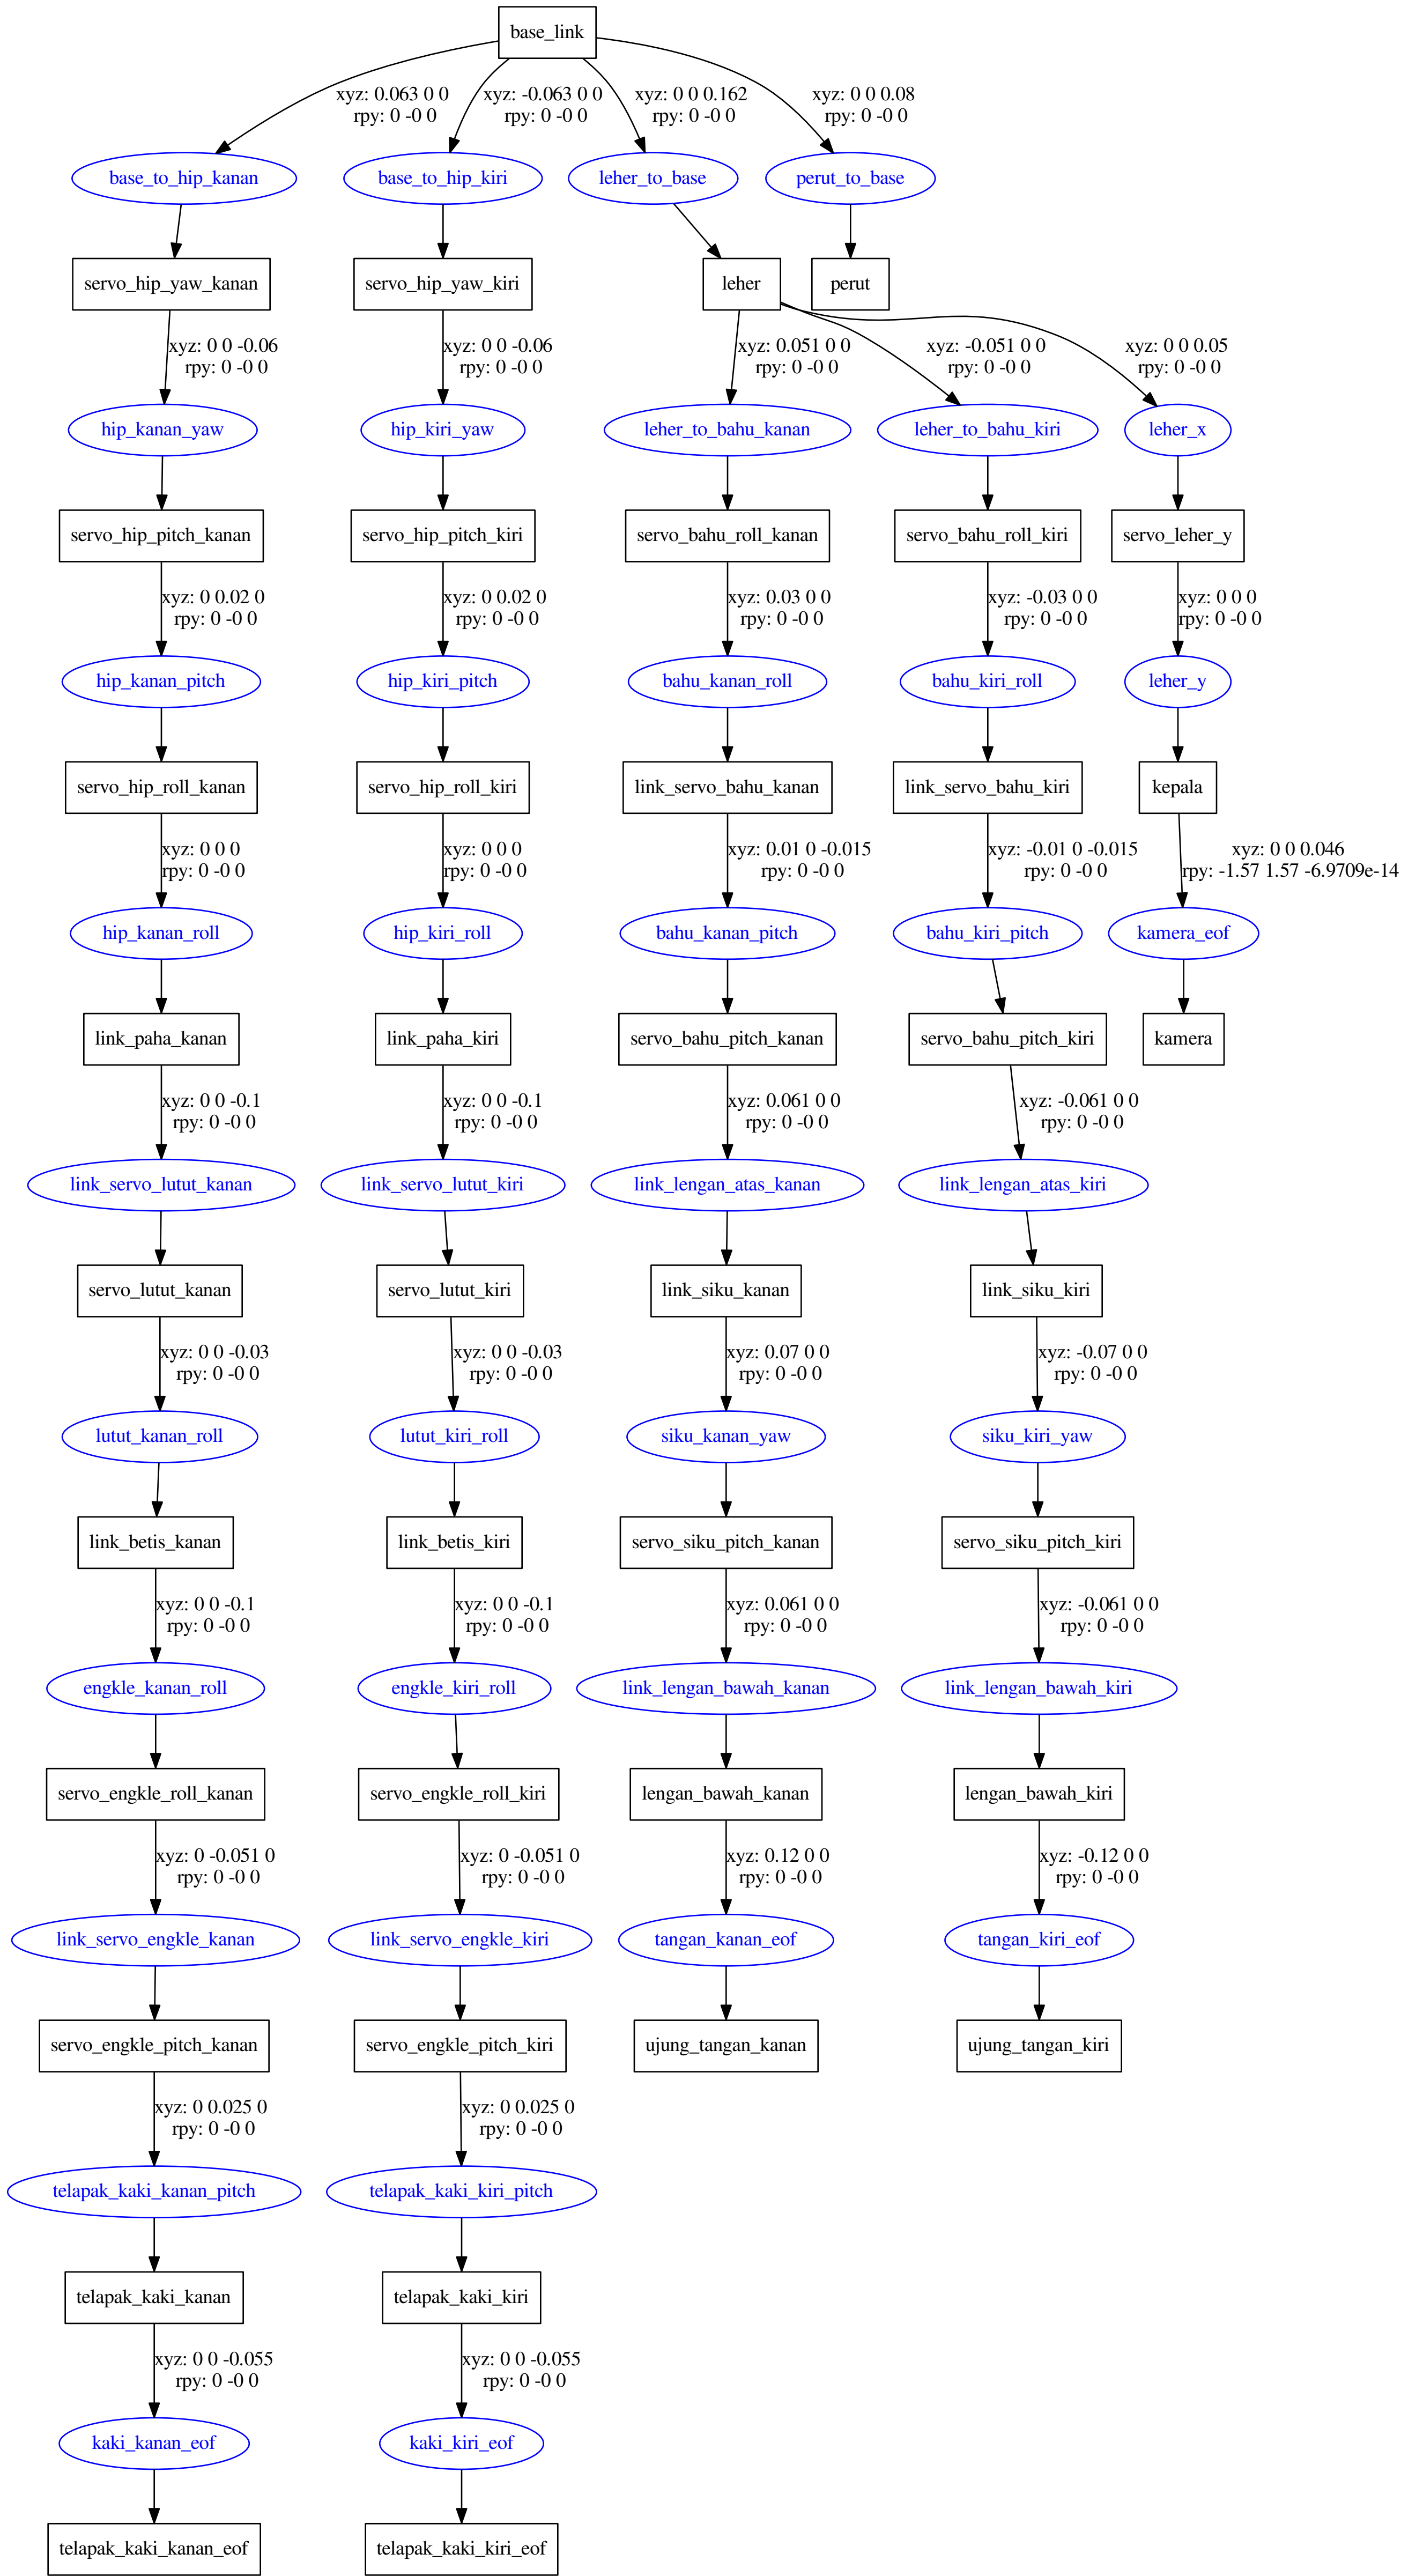 base_link
xyz: 0.063 0 0
rpy: 0 -0 0
xyz: -0.063 0 0
rpy: 0 -0 0
xyz: 0 0 0.162
rpy: 0 -0 0
xyz: 0 0 0.08
rpy: 0 -0 0
base_to_hip_kanan
base_to_hip_kiri
leher_to_base
perut_to_base
servo_hip_yaw_kanan
servo_hip_yaw_kiri
leher
perut
xyz: 0 0 -0.06
rpy: 0 -0 0
xyz: 0 0 -0.06
rpy: 0 -0 0
xyz: 0.051 0 0
rpy: 0 -0 0
xyz: -0.051 0 0
rpy: 0 -0 0
xyz: 0 0 0.05
rpy: 0 -0 0
hip_kanan_yaw
hip_kiri_yaw
leher_to_bahu_kanan
leher_to_bahu_kiri
leher_x
servo_hip_pitch_kanan
servo_hip_pitch_kiri
servo_bahu_roll_kanan
servo_bahu_roll_kiri
servo_leher_y
xyz: 0 0.02 0
rpy: 0 -0 0
xyz: 0 0.02 0
rpy: 0 -0 0
xyz: 0.03 0 0
rpy: 0 -0 0
xyz: -0.03 0 0
rpy: 0 -0 0
xyz: 0 0 0
rpy: 0 -0 0
hip_kanan_pitch
hip_kiri_pitch
bahu_kanan_roll
bahu_kiri_roll
leher_y
servo_hip_roll_kanan
servo_hip_roll_kiri
link_servo_bahu_kanan
link_servo_bahu_kiri
kepala
xyz: 0 0 0
rpy: 0 -0 0
xyz: 0 0 0
rpy: 0 -0 0
xyz: 0.01 0 -0.015
rpy: 0 -0 0
xyz: -0.01 0 -0.015
rpy: 0 -0 0
xyz: 0 0 0.046
rpy: -1.57 1.57 -6.9709e-14
hip_kanan_roll
hip_kiri_roll
bahu_kanan_pitch
bahu_kiri_pitch
kamera_eof
link_paha_kanan
link_paha_kiri
servo_bahu_pitch_kanan
servo_bahu_pitch_kiri
kamera
xyz: 0 0 -0.1
rpy: 0 -0 0
xyz: 0 0 -0.1
rpy: 0 -0 0
xyz: 0.061 0 0
rpy: 0 -0 0
xyz: -0.061 0 0
rpy: 0 -0 0
link_servo_lutut_kanan
link_servo_lutut_kiri
link_lengan_atas_kanan
link_lengan_atas_kiri
servo_lutut_kanan
servo_lutut_kiri
link_siku_kanan
link_siku_kiri
xyz: 0 0 -0.03
rpy: 0 -0 0
xyz: 0 0 -0.03
rpy: 0 -0 0
xyz: 0.07 0 0
rpy: 0 -0 0
xyz: -0.07 0 0
rpy: 0 -0 0
lutut_kanan_roll
lutut_kiri_roll
siku_kanan_yaw
siku_kiri_yaw
link_betis_kanan
link_betis_kiri
servo_siku_pitch_kanan
servo_siku_pitch_kiri
xyz: 0 0 -0.1
rpy: 0 -0 0
xyz: 0 0 -0.1
rpy: 0 -0 0
xyz: 0.061 0 0
rpy: 0 -0 0
xyz: -0.061 0 0
rpy: 0 -0 0
engkle_kanan_roll
engkle_kiri_roll
link_lengan_bawah_kanan
link_lengan_bawah_kiri
servo_engkle_roll_kanan
servo_engkle_roll_kiri
lengan_bawah_kanan
lengan_bawah_kiri
xyz: 0 -0.051 0
rpy: 0 -0 0
xyz: 0 -0.051 0
rpy: 0 -0 0
xyz: 0.12 0 0
rpy: 0 -0 0
xyz: -0.12 0 0
rpy: 0 -0 0
link_servo_engkle_kanan
link_servo_engkle_kiri
tangan_kanan_eof
tangan_kiri_eof
servo_engkle_pitch_kanan
servo_engkle_pitch_kiri
ujung_tangan_kanan
ujung_tangan_kiri
xyz: 0 0.025 0
rpy: 0 -0 0
xyz: 0 0.025 0
rpy: 0 -0 0
telapak_kaki_kanan_pitch
telapak_kaki_kiri_pitch
telapak_kaki_kanan
telapak_kaki_kiri
xyz: 0 0 -0.055
rpy: 0 -0 0
xyz: 0 0 -0.055
rpy: 0 -0 0
kaki_kanan_eof
kaki_kiri_eof
telapak_kaki_kanan_eof
telapak_kaki_kiri_eof